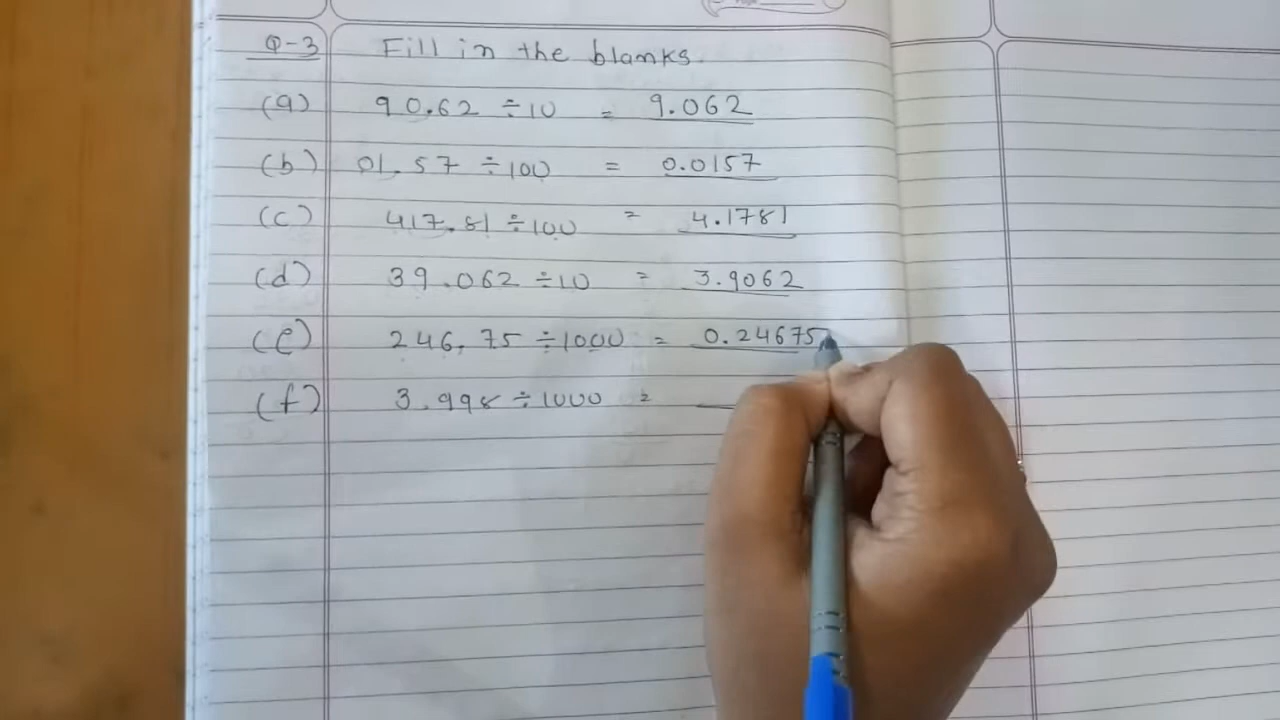 Q-3 Fill in the blanks.
(a) 90.62 ÷10 = 9.062
(b) 01.57 ÷100 = 0.0157
(c) 417.81 ÷100 = 4.1781
(d) 39.062 ÷10 = 3.9062
(e) 246.75 ÷1000 = 0.24675
(f) 3.998 ÷1000 =